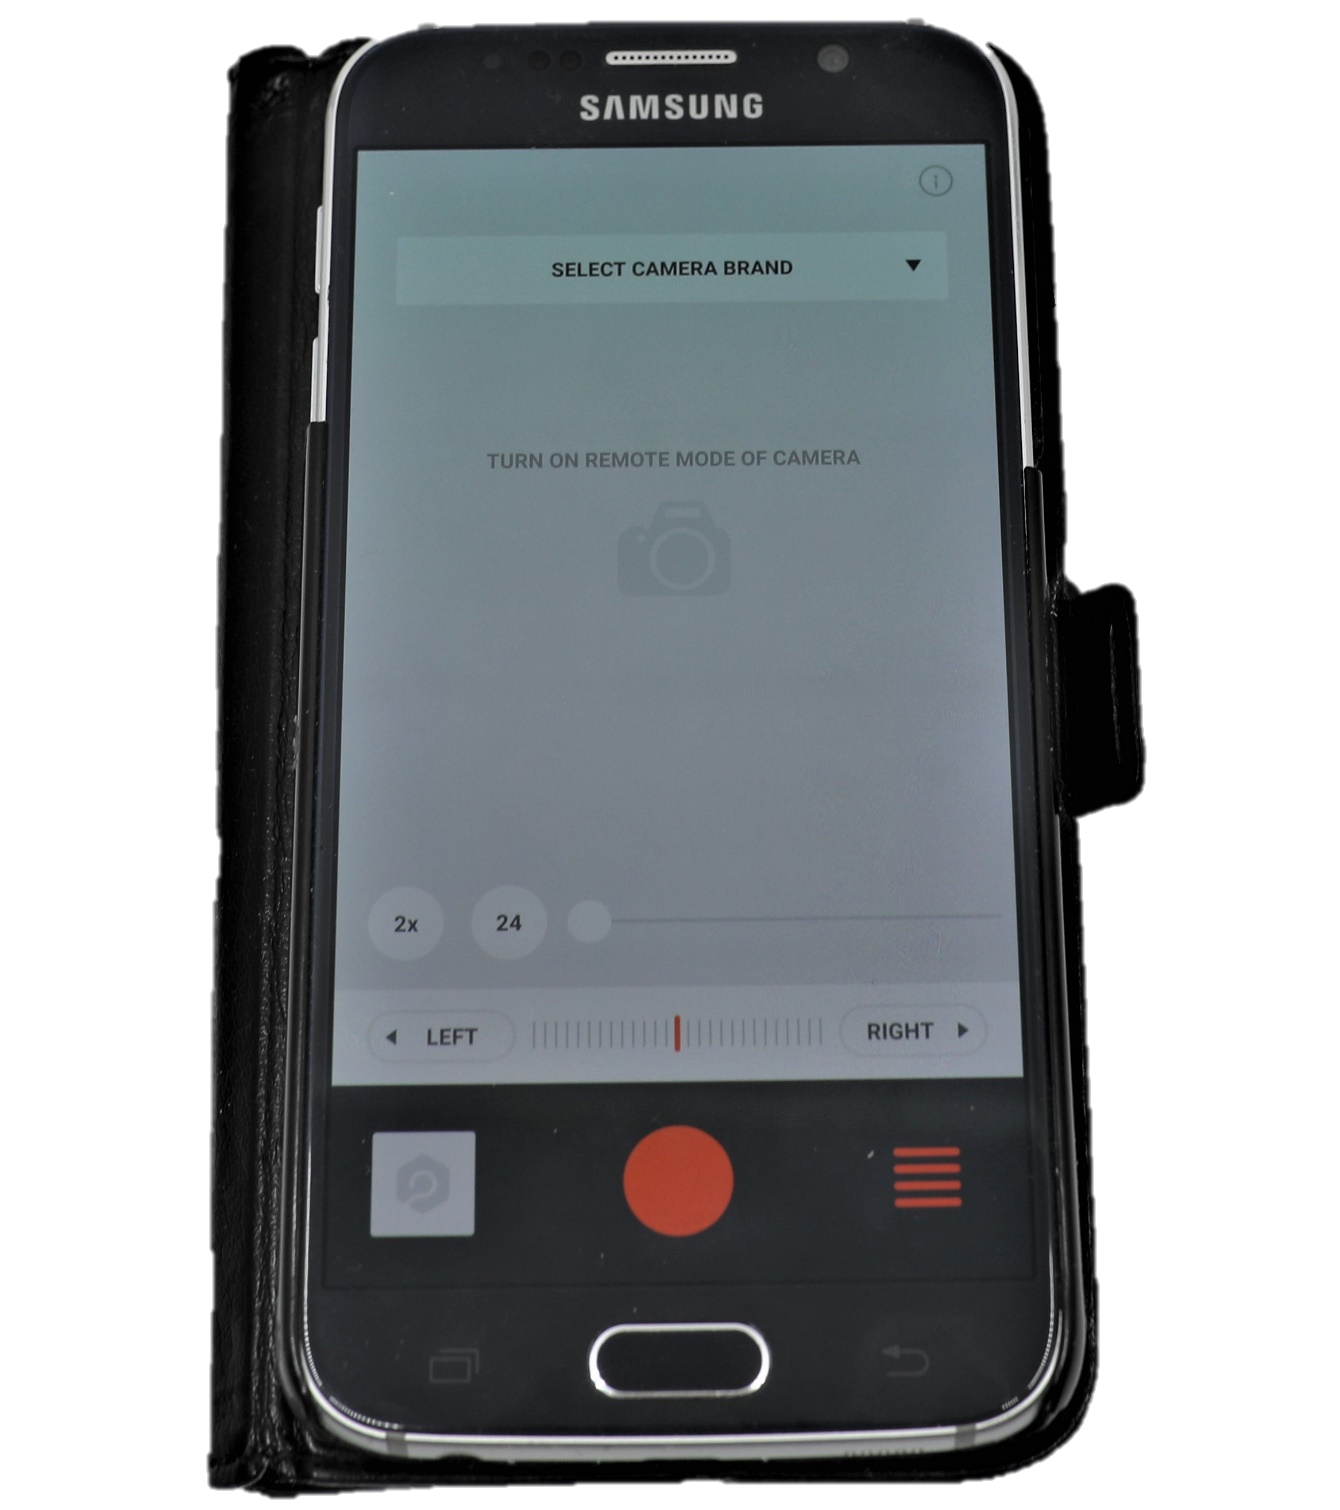 SAMSUNG
SELECT CAMERA BRAND
TURN ON REMOTE MODE OF CAMERA
2x 24
LEFT RIGHT